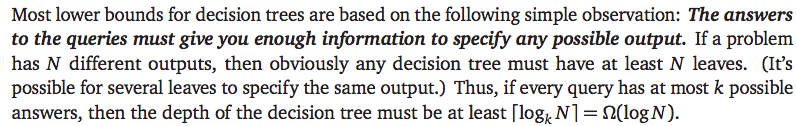 Most lower bounds for decision trees are based on the following simple observation: The answers
to the queries must give you enough information to specify any possible output. If a problem
has N different outputs, then obviously any decision tree must have at least N leaves. (It's
possible for several leaves to specify the same output.) Thus, if every query has at most k possible
answers, then the depth of the decision tree must be at least ⌈logₖ N⌉ = Ω(log N).